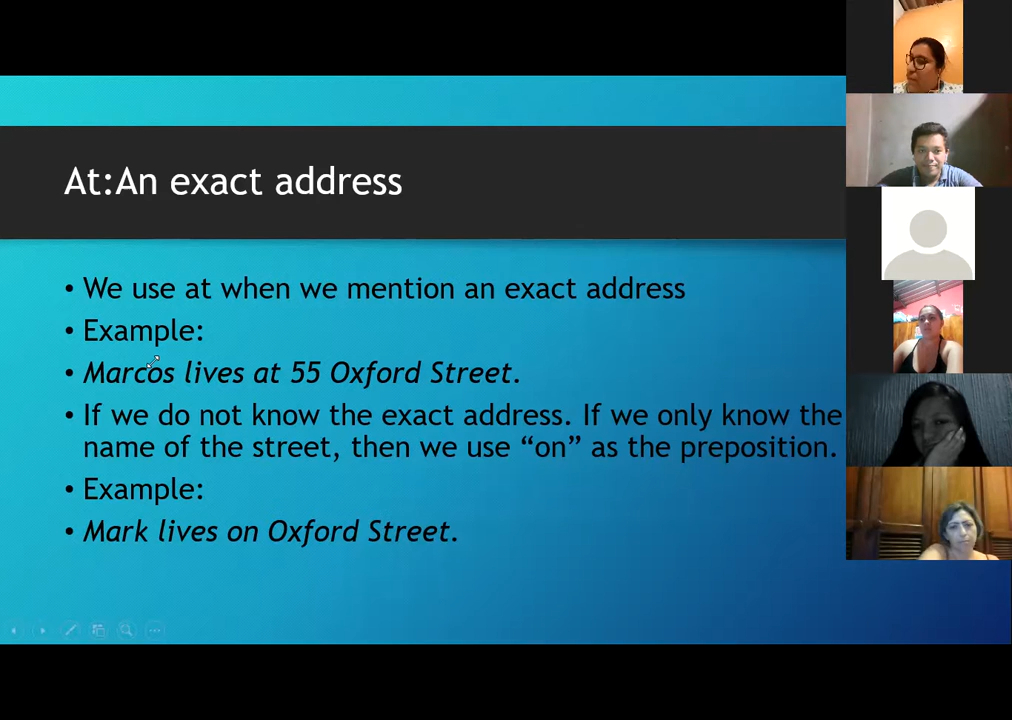 At:An exact address
• We use at when we mention an exact address
• Example:
• Marcos lives at 55 Oxford Street.
• If we do not know the exact address. If we only know the
name of the street, then we use “on” as the preposition.
• Example:
• Mark lives on Oxford Street.